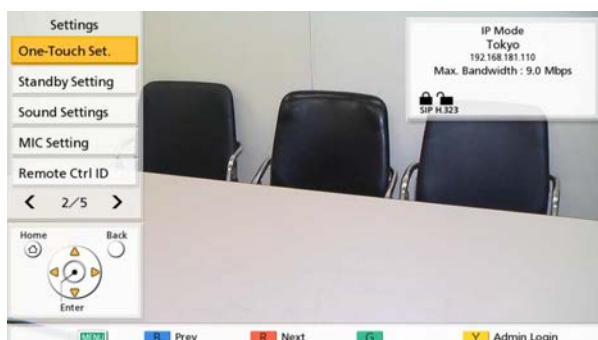 Settings
One-Touch Set.
Standby Setting
Sound Settings
MIC Setting
Remote Ctrl ID
2/5
Home
Back
Enter
IP Mode
Tokyo
192.168.181.110
Max. Bandwidth : 9.0 Mbps
SIP H.323
MENU B Prev R Next G Y Admin Login